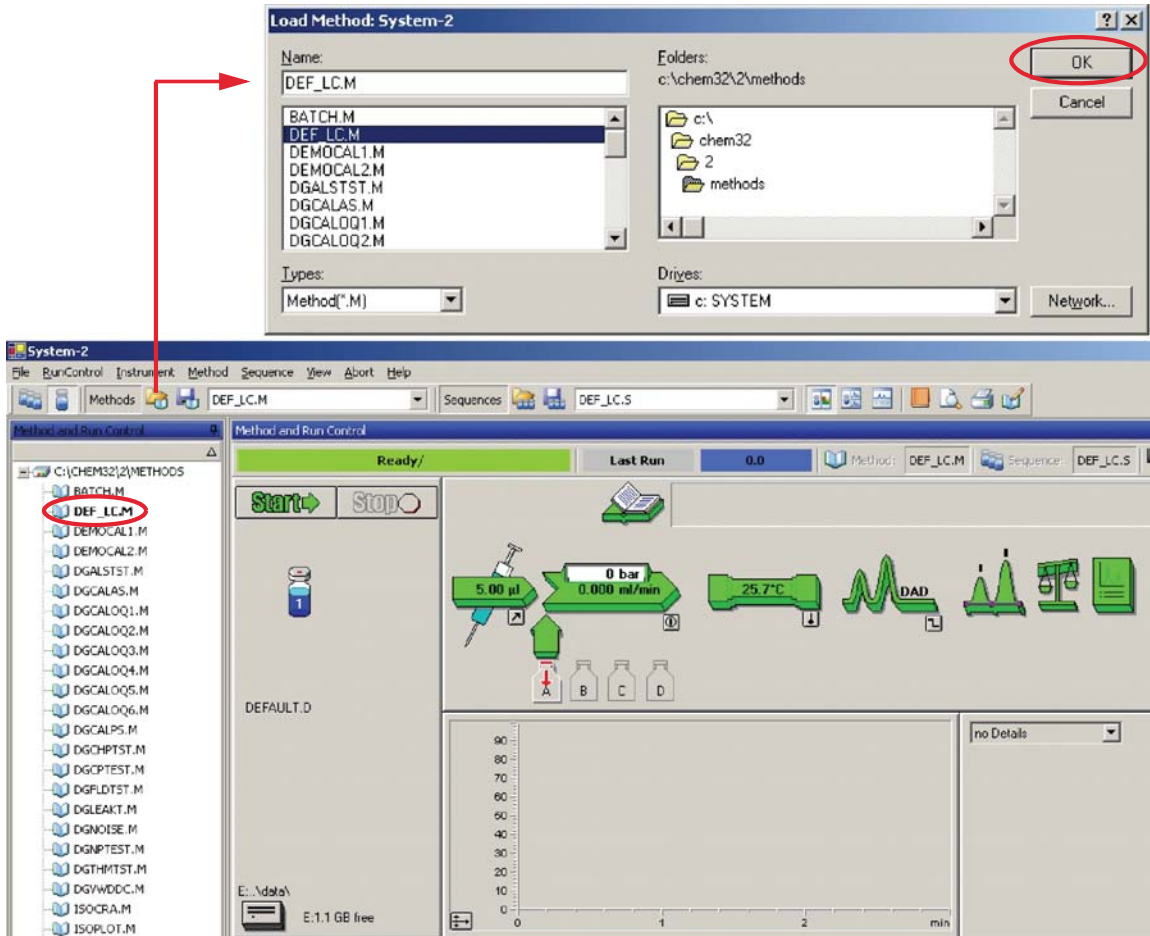 Load Method: System-2
Name:
DEF_LC.M
BATCH.M
DEF_LC.M
DEMOCAL1.M
DEMOCAL2.M
DGALSTST.M
DGCALAS.M
DGCALOQ1.M
DGCALOQ2.M
Types:
Method(*.M)
Folders:
c:\chem32\2\methods
c:\
chem32
2
methods
Drives:
c: SYSTEM
OK
Cancel
Network...
System-2
File RunControl Instrument Method Sequence View Abort Help
Methods DEF_LC.M Sequences DEF_LC.S
Method and Run Control
C:\CHEM32\2\METHODS
BATCH.M
DEF_LC.M
DEMOCAL1.M
DEMOCAL2.M
DGALSTST.M
DGCALAS.M
DGCALOQ1.M
DGCALOQ2.M
DGCALOQ3.M
DGCALOQ4.M
DGCALOQ5.M
DGCALOQ6.M
DGCALPS.M
DGCHPTST.M
DGCPTEST.M
DGFLDTST.M
DGLEAKT.M
DGNOISE.M
DGNPTEST.M
DGTHMTST.M
DGVWDDC.M
ISOCRA.M
ISOPLOT.M
Method and Run Control
Ready/ Last Run 0.0 Method: DEF_LC.M Sequence: DEF_LC.S
Start Stop
1
DEFAULT.D
E:..\data\
E:1.1 GB free
5.00 µl
0 bar
0.000 ml/min
25.7°C
DAD
A B C D
no Details
90
80
70
60
50
40
30
20
10
0
0 1 2 min